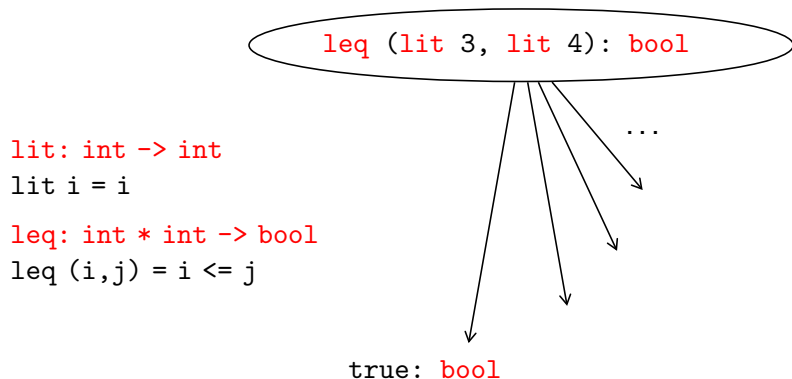 leq (lit 3, lit 4): bool
...
lit: int -> int
lit i = i
leq: int * int -> bool
leq (i,j) = i <= j
true: bool